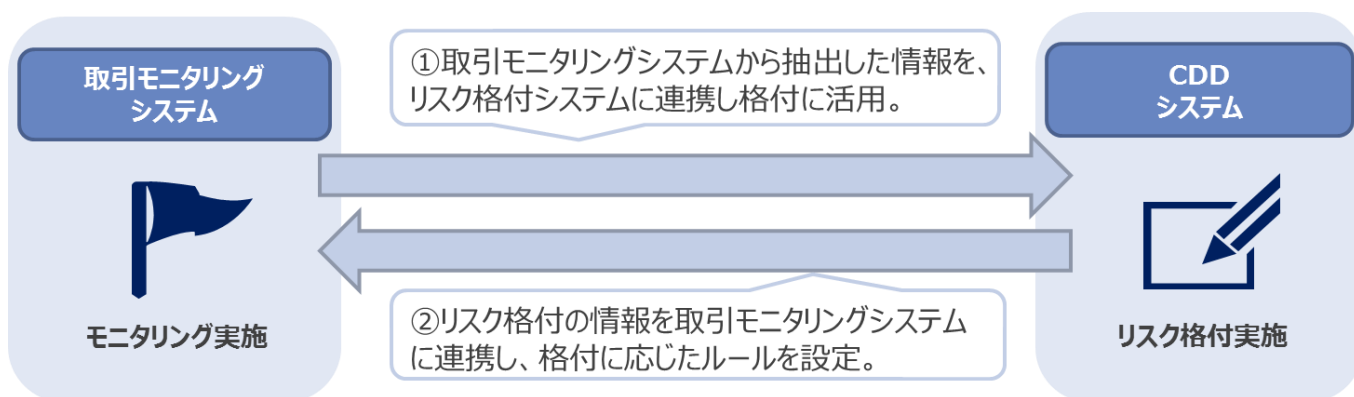 取引モニタリング
システム
モニタリング実施
①取引モニタリングシステムから抽出した情報を、
リスク格付システムに連携し格付に活用。
②リスク格付の情報を取引モニタリングシステム
に連携し、格付に応じたルールを設定。
CDD
システム
リスク格付実施